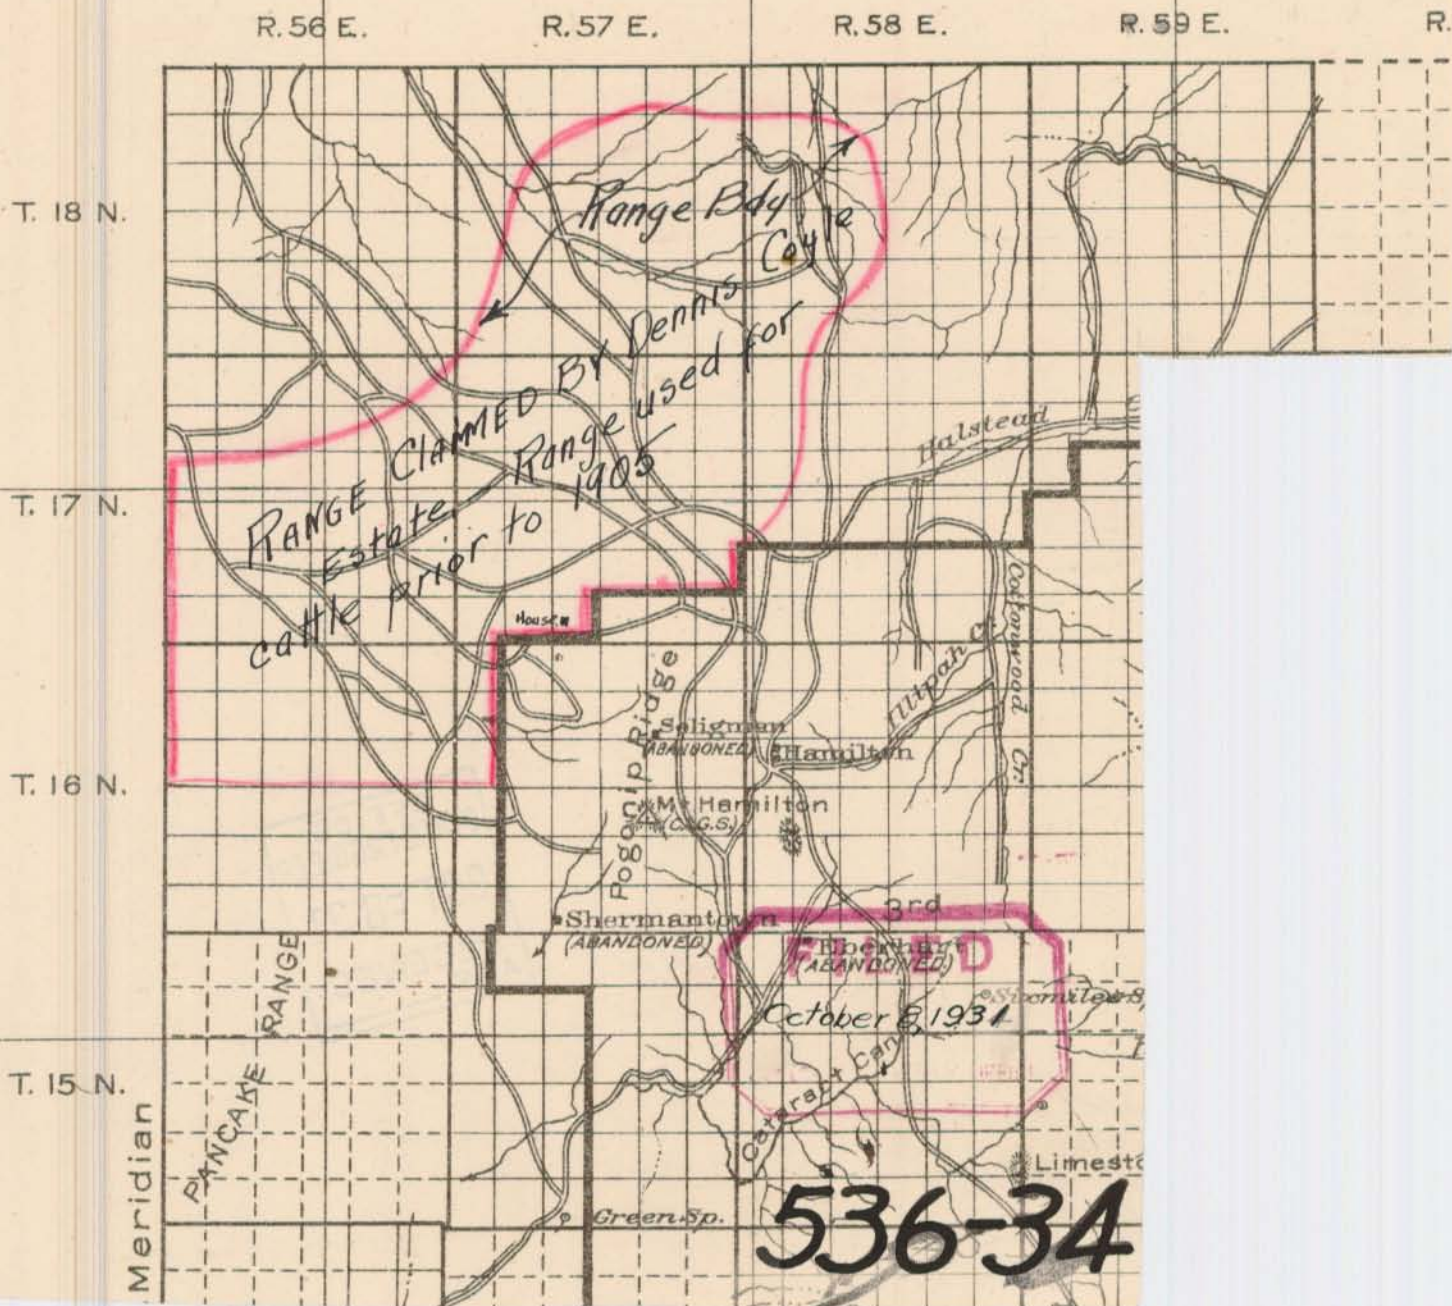 R. 56 E. R. 57 E. R. 58 E. R. 59 E. R.
T. 18 N.
Range Bdy
Coyle
RANGE CLAIMED BY Dennis
Estate. Range used for
cattle prior to 1905
Halstead
T. 17 N.
House
Cottonwood Cr.
Illipah C
Pogonip Ridge
Seligman
(ABANDONED)
Hamilton
T. 16 N.
Mt Hamilton
(C.&G.S.)
Shermantown
(ABANDONED)
3rd
FILED
Eberhart
(ABANDONED)
Sixmile S
October 8, 1931
PANCAKE RANGE
T. 15 N.
Cataract Can
Meridian
Limesto
Green Sp.
536-34